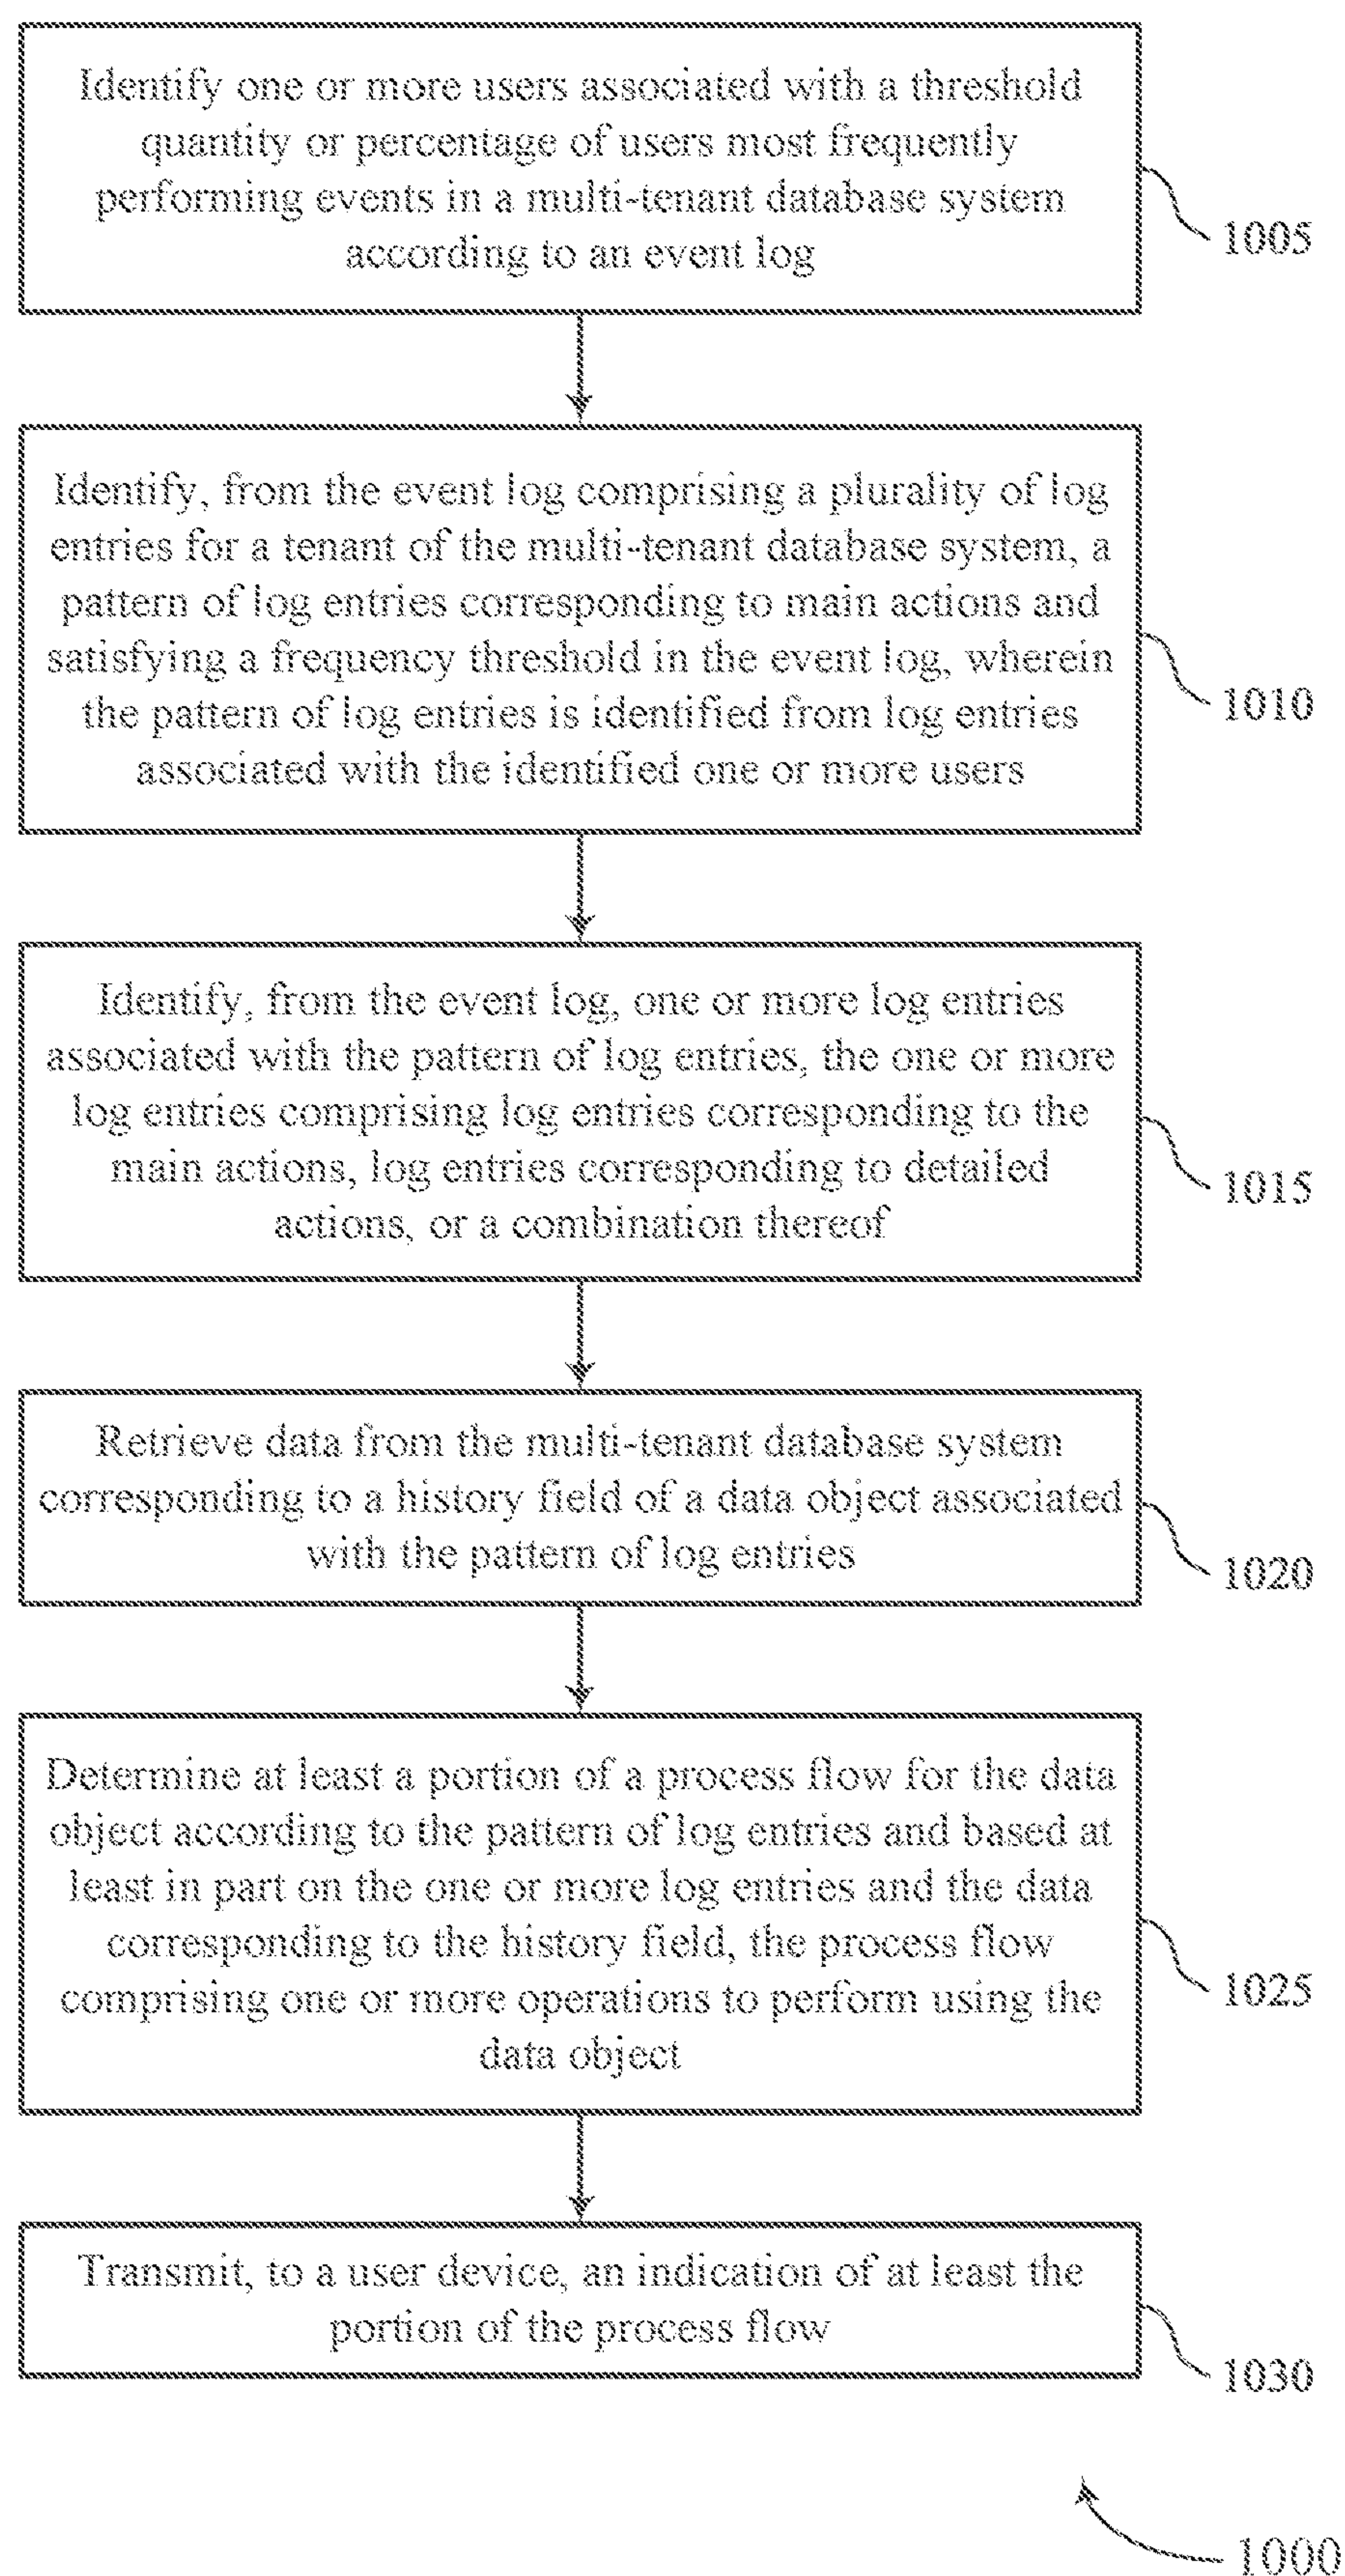 Identify one or more users associated with a threshold
quantity or percentage of users most frequently
performing events in a multi-tenant database system
according to an event log
1005
Identify, from the event log comprising a plurality of log
entries for a tenant of the multi-tenant database system, a
pattern of log entries corresponding to main actions and
satisfying a frequency threshold in the event log, wherein
the pattern of log entries is identified from log entries
associated with the identified one or more users
1010
Identify, from the event log, one or more log entries
associated with the pattern of log entries, the one or more
log entries comprising log entries corresponding to the
main actions, log entries corresponding to detailed
actions, or a combination thereof
1015
Retrieve data from the multi-tenant database system
corresponding to a history field of a data object associated
with the pattern of log entries
1020
Determine at least a portion of a process flow for the data
object according to the pattern of log entries and based at
least in part on the one or more log entries and the data
corresponding to the history field, the process flow
comprising one or more operations to perform using the
data object
1025
Transmit, to a user device, an indication of at least the
portion of the process flow
1030
1000